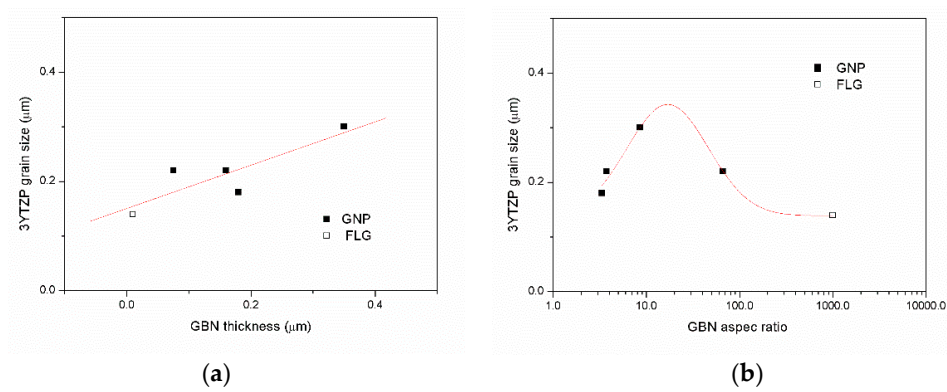 0.4
0.2
0.0
3YTZP grain size (μm)
GNP
FLG
0.0
0.2
0.4
GBN thickness (μm)
(a)
0.4
0.2
0.0
3YTZP grain size (μm)
GNP
FLG
1.0
10.0
100.0
1000.0
10000.0
GBN aspec ratio
(b)